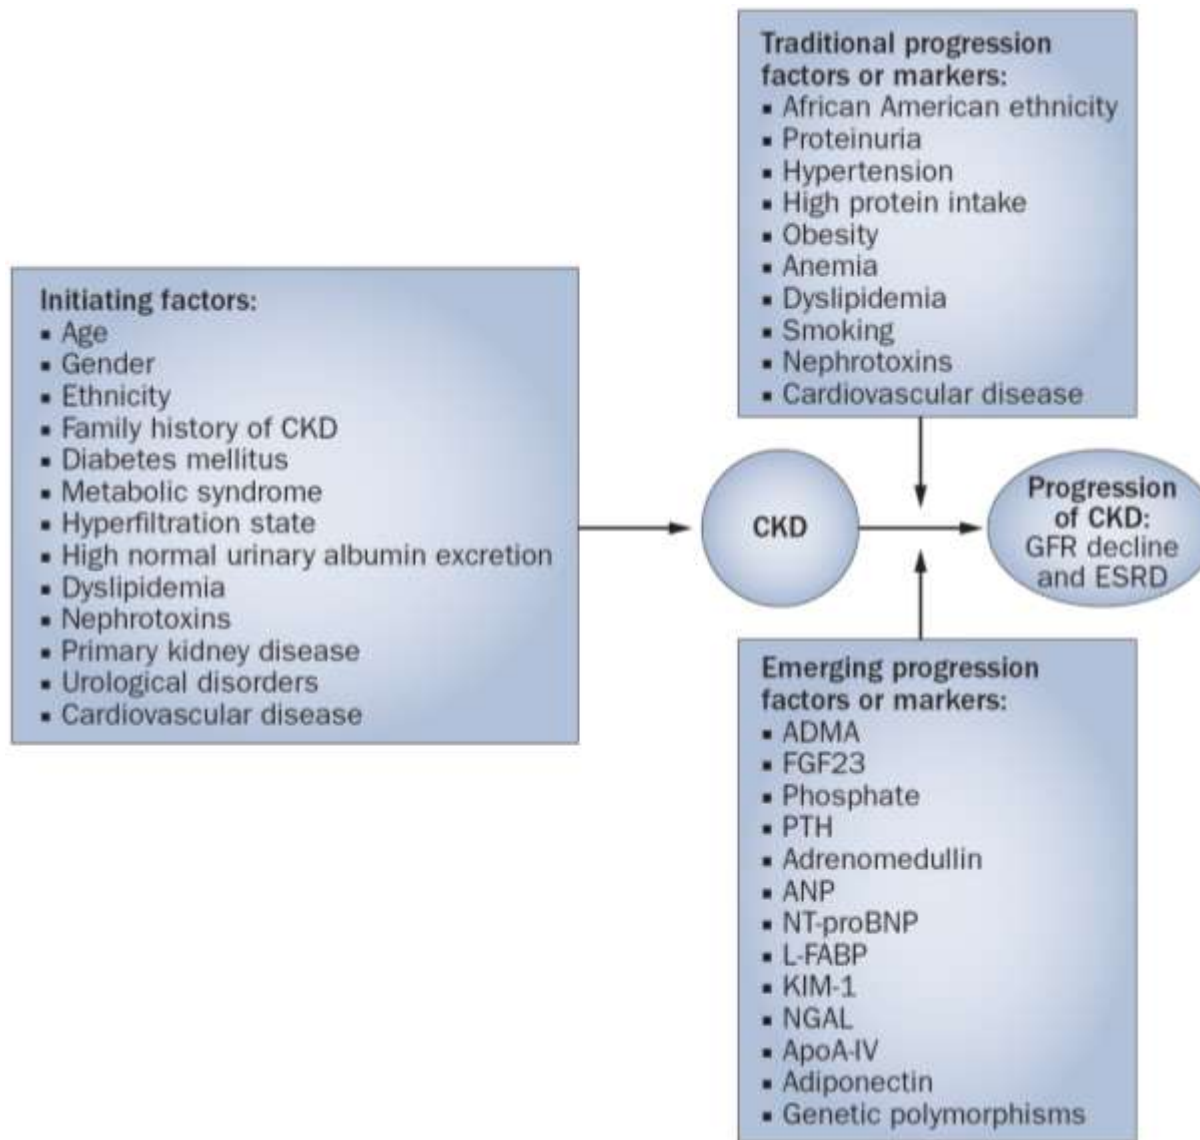 Initiating factors:
▪ Age
▪ Gender
▪ Ethnicity
▪ Family history of CKD
▪ Diabetes mellitus
▪ Metabolic syndrome
▪ Hyperfiltration state
▪ High normal urinary albumin excretion
▪ Dyslipidemia
▪ Nephrotoxins
▪ Primary kidney disease
▪ Urological disorders
▪ Cardiovascular disease
CKD
Traditional progression
factors or markers:
▪ African American ethnicity
▪ Proteinuria
▪ Hypertension
▪ High protein intake
▪ Obesity
▪ Anemia
▪ Dyslipidemia
▪ Smoking
▪ Nephrotoxins
▪ Cardiovascular disease
Progression
of CKD:
GFR decline
and ESRD
Emerging progression
factors or markers:
▪ ADMA
▪ FGF23
▪ Phosphate
▪ PTH
▪ Adrenomedullin
▪ ANP
▪ NT-proBNP
▪ L-FABP
▪ KIM-1
▪ NGAL
▪ ApoA-IV
▪ Adiponectin
▪ Genetic polymorphisms